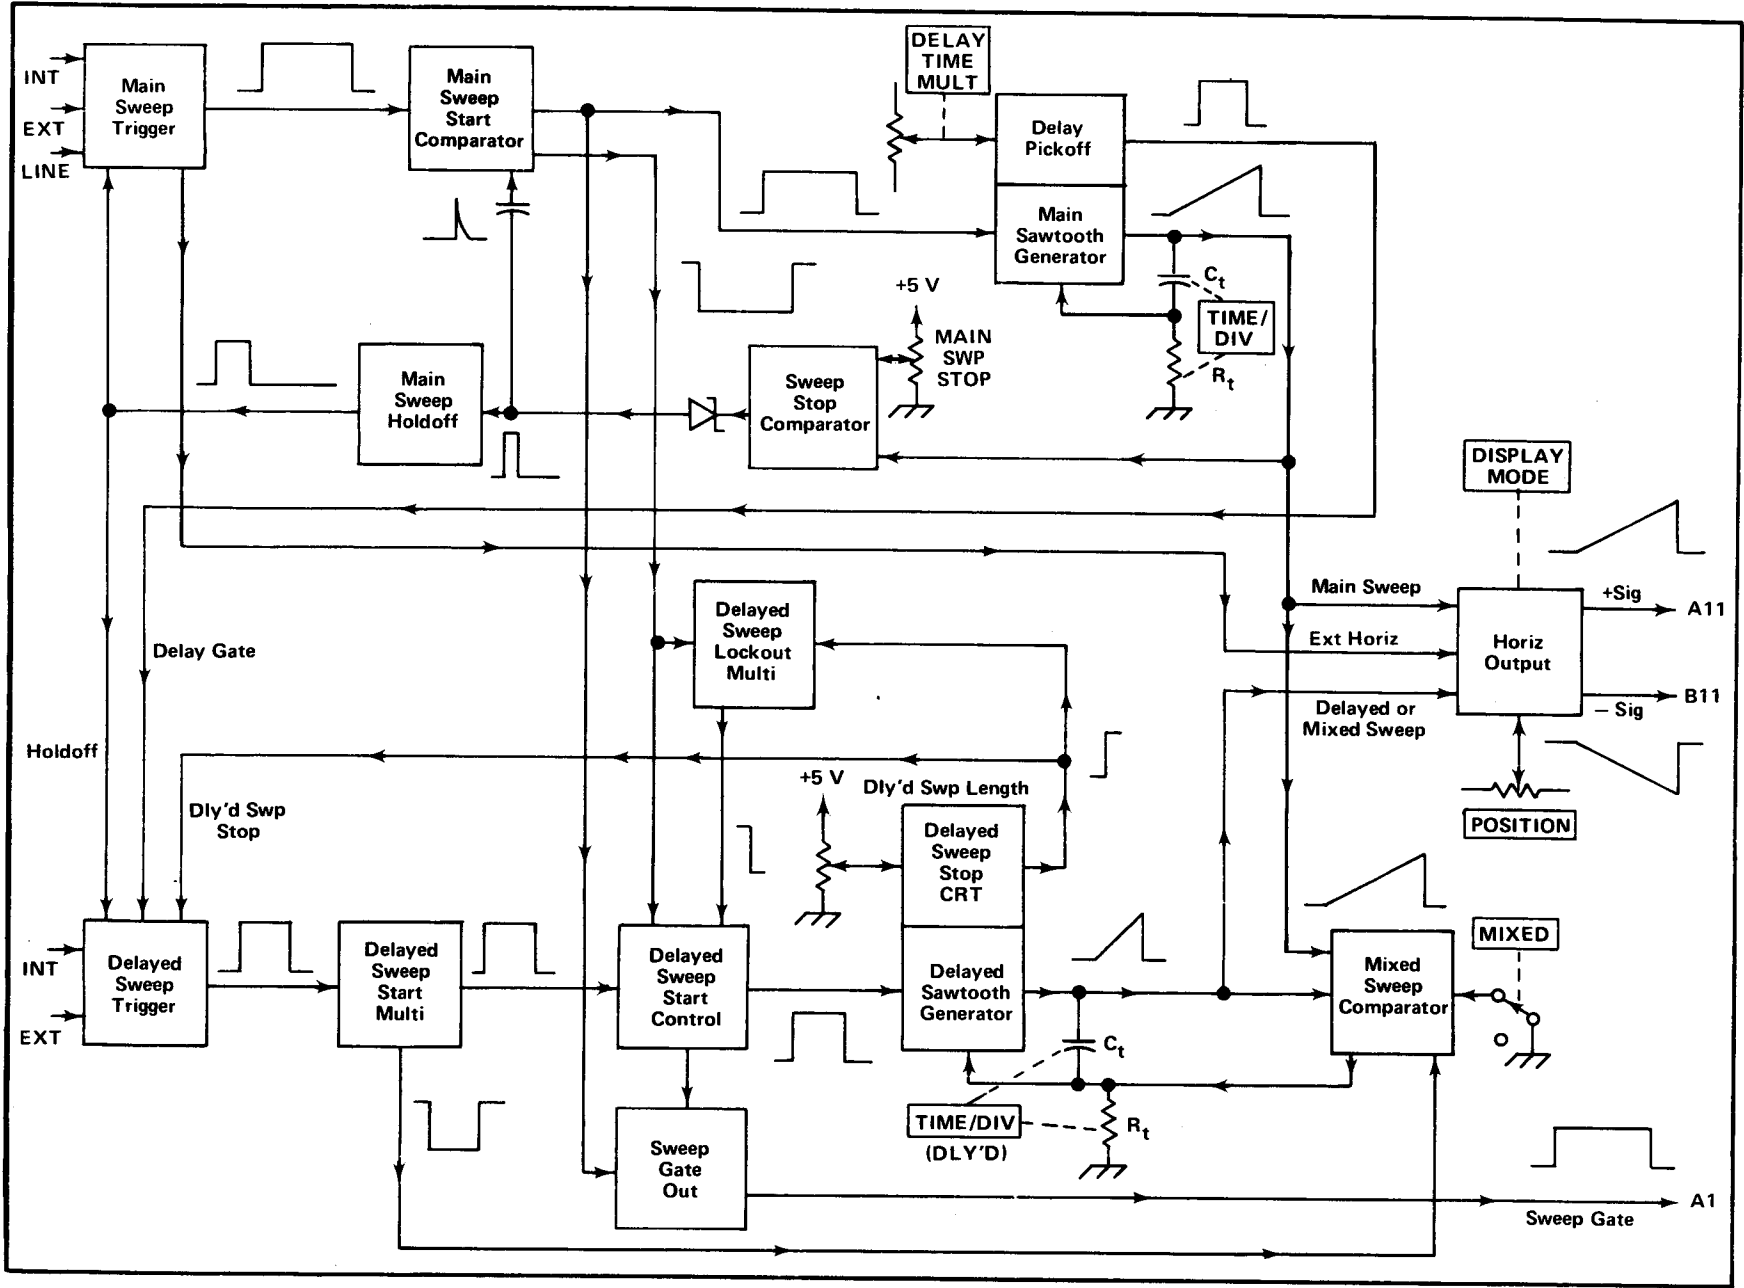 INT
EXT
LINE
Main
Sweep
Trigger
Main
Sweep
Start
Comparator
DELAY
TIME
MULT
Delay
Pickoff
Main
Sawtooth
Generator
Ct
TIME/
DIV
Rt
+5 V
MAIN
SWP
STOP
Main
Sweep
Holdoff
Sweep
Stop
Comparator
DISPLAY
MODE
Main Sweep
Ext Horiz
Delayed or
Mixed Sweep
Horiz
Output
+Sig
A11
B11
– Sig
POSITION
Delayed
Sweep
Lockout
Multi
Delay Gate
Holdoff
Dly'd Swp
Stop
+5 V
Dly'd Swp Length
Delayed
Sweep
Stop
CRT
INT
EXT
Delayed
Sweep
Trigger
Delayed
Sweep
Start
Multi
Delayed
Sweep
Start
Control
Delayed
Sawtooth
Generator
Ct
TIME/DIV
(DLY'D)
Rt
Mixed
Sweep
Comparator
MIXED
Sweep
Gate
Out
Sweep Gate
A1